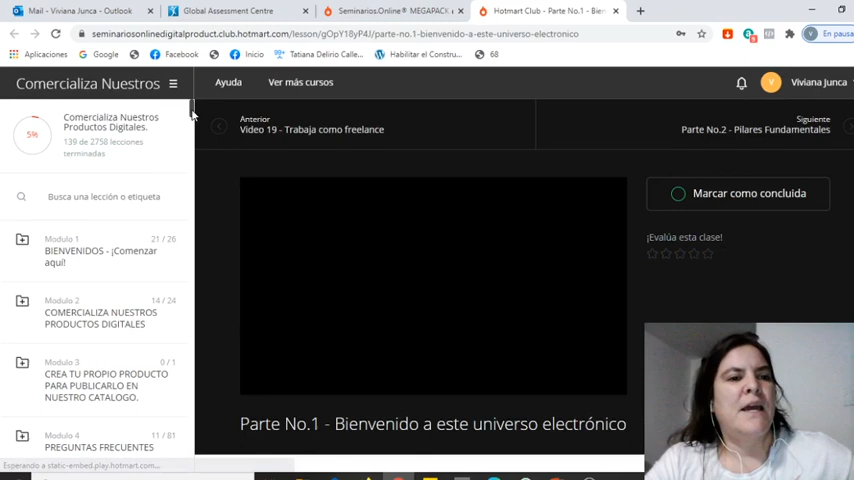 Mail - Viviana Junca - Outlook
Global Assessment Centre
Seminarios.Online® MEGAPACK
Hotmart Club - Parte No.1 - Bien
seminariosonlinedigitalproduct.club.hotmart.com/lesson/gOpY18yP4J/parte-no.1-bienvenido-a-este-universo-electronico
En pausa
Aplicaciones
Google
Facebook
Inicio
Tatiana Delirio Calle...
Habilitar el Constru...
68
Comercializa Nuestros
Ayuda
Ver más cursos
V
Viviana Junca
5%
Comercializa Nuestros
Productos Digitales.
139 de 2758 lecciones
terminadas
Anterior
Video 19 - Trabaja como freelance
Siguiente
Parte No.2 - Pilares Fundamentales
Busca una lección o etiqueta
Marcar como concluida
¡Evalúa esta clase!
Modulo 1
21 / 26
BIENVENIDOS - ¡Comenzar
aquí!
Modulo 2
14 / 24
COMERCIALIZA NUESTROS
PRODUCTOS DIGITALES
Modulo 3
0 / 1
CREA TU PROPIO PRODUCTO
PARA PUBLICARLO EN
NUESTRO CATALOGO.
Modulo 4
11 / 81
PREGUNTAS FRECUENTES
Parte No.1 - Bienvenido a este universo electrónico
Esperando a static-embed.play.hotmart.com...